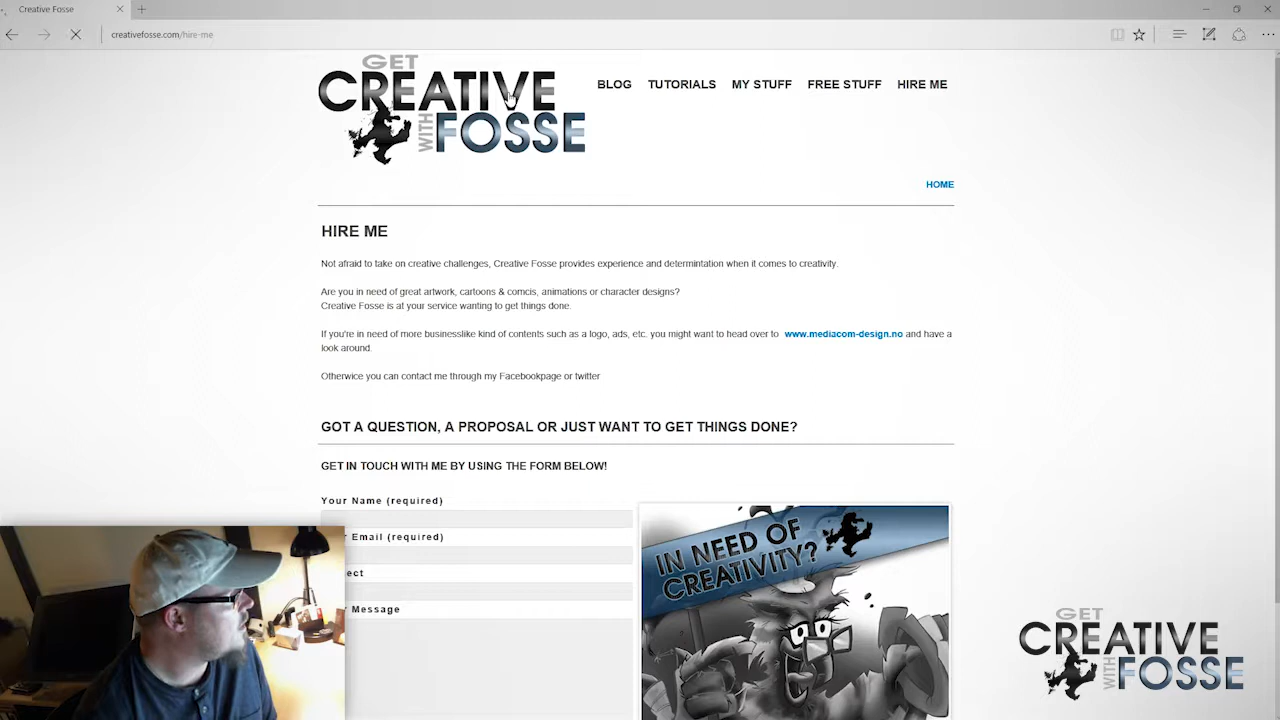 Creative Fosse
creativefosse.com/hire-me
GET
CREATIVE
WITH FOSSE
BLOG TUTORIALS MY STUFF FREE STUFF HIRE ME
HOME
HIRE ME
Not afraid to take on creative challenges, Creative Fosse provides experience and determintation when it comes to creativity.
Are you in need of great artwork, cartoons & comcis, animations or character designs?
Creative Fosse is at your service wanting to get things done.
If you're in need of more businesslike kind of contents such as a logo, ads, etc. you might want to head over to www.mediacom-design.no and have a
look around.
Otherwice you can contact me through my Facebookpage or twitter
GOT A QUESTION, A PROPOSAL OR JUST WANT TO GET THINGS DONE?
GET IN TOUCH WITH ME BY USING THE FORM BELOW!
Your Name (required)
Email (required)
Message
IN NEED OF
CREATIVITY?
GET
CREATIVE
WITH FOSSE